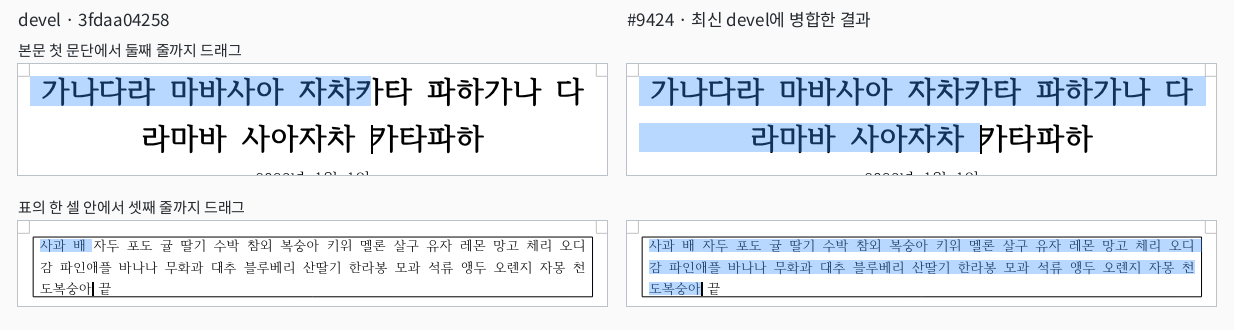 devel · 3fdaa04258
본문 첫 문단에서 둘째 줄까지 드래그
가나다라 마바사아 자차카타 파하가나 다
라마바 사아자차 카타파하
표의 한 셀 안에서 셋째 줄까지 드래그
사과 배 자두 포도 귤 딸기 수박 참외 복숭아 키위 멜론 살구 유자 레몬 망고 체리 오디
감 파인애플 바나나 무화과 대추 블루베리 산딸기 한라봉 모과 석류 앵두 오렌지 자몽 천
도복숭아 끝
#9424 · 최신 devel에 병합한 결과
가나다라 마바사아 자차카타 파하가나 다
라마바 사아자차 카타파하
사과 배 자두 포도 귤 딸기 수박 참외 복숭아 키위 멜론 살구 유자 레몬 망고 체리 오디
감 파인애플 바나나 무화과 대추 블루베리 산딸기 한라봉 모과 석류 앵두 오렌지 자몽 천
도복숭아 끝